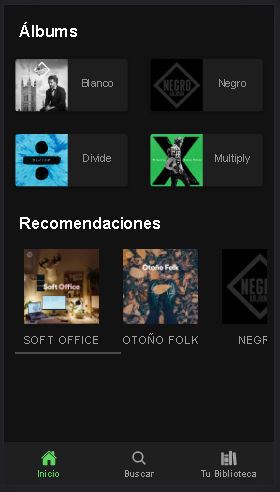 Álbums
Blanco
NEGRO
Negro
Divide
Multiply
Recomendaciones
Soft Office
Otoño Folk
NEGRO
SOFT OFFICE
OTOÑO FOLK
NEGR
Inicio
Buscar
Tu Biblioteca